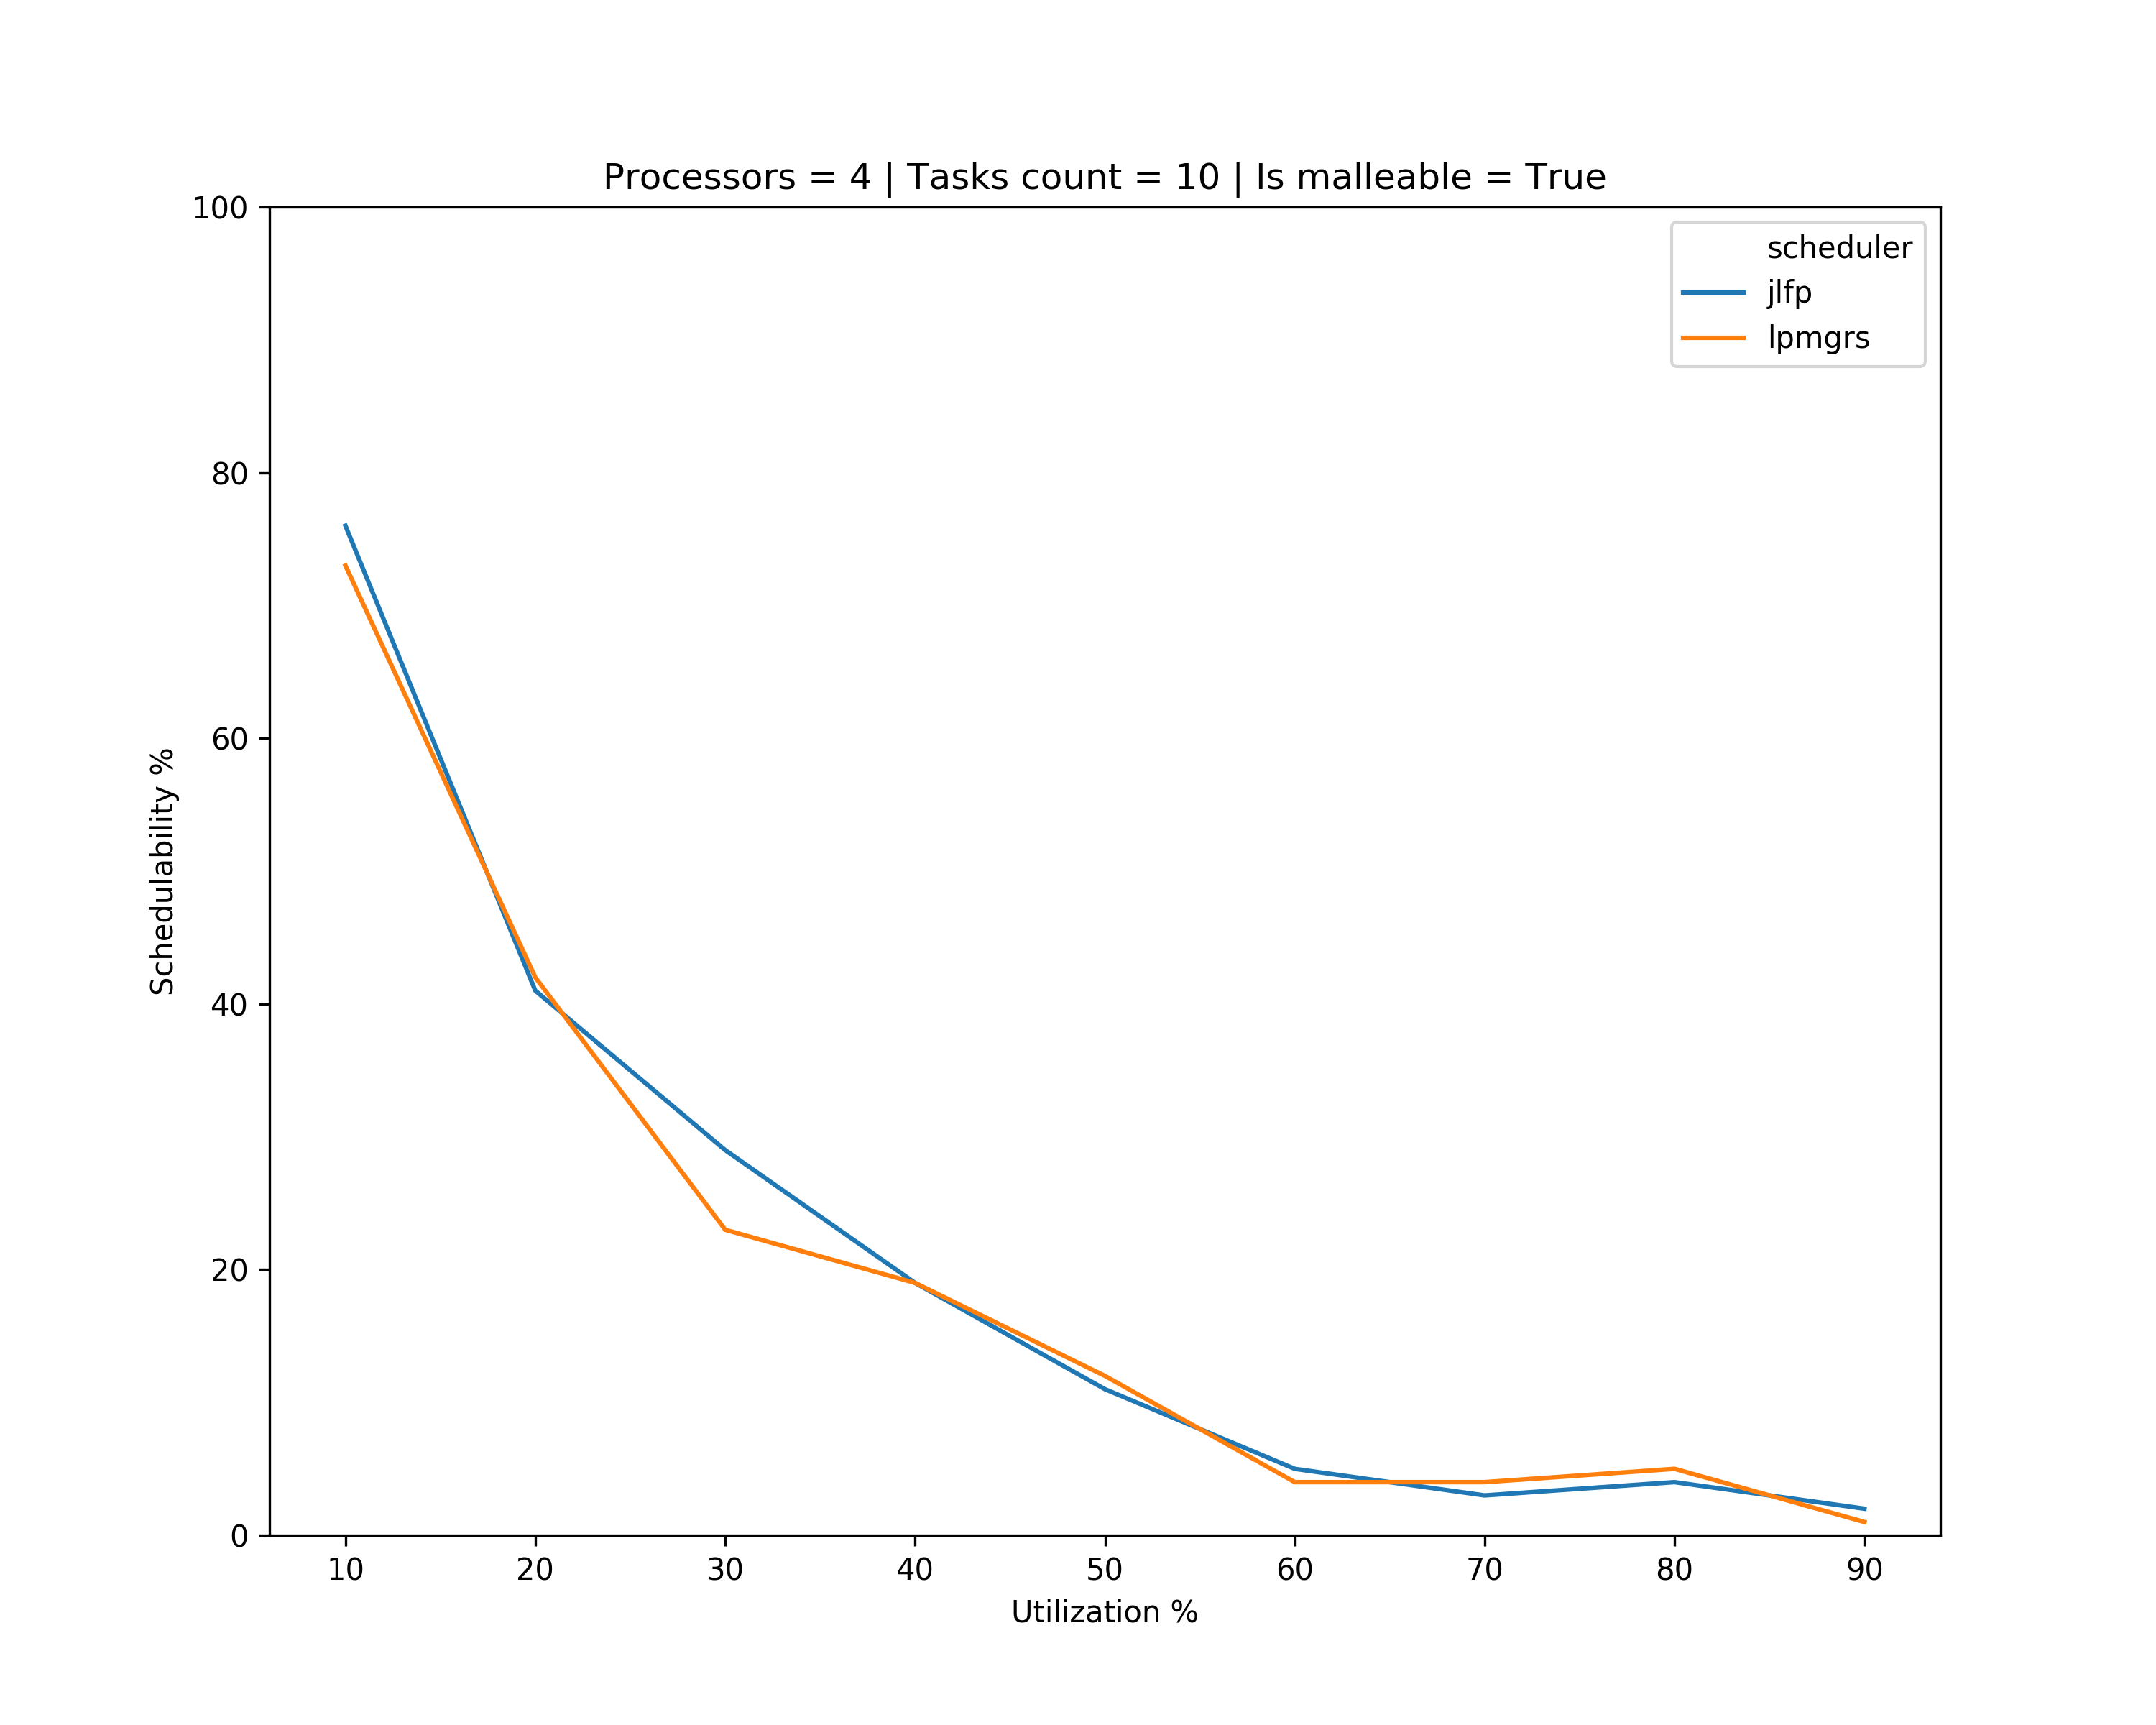 Processors = 4 | Tasks count = 10 | Is malleable = True
100
80
60
40
20
0
Schedulability %
scheduler
jlfp
lpmgrs
10 20 30 40 50 60 70 80 90
Utilization %